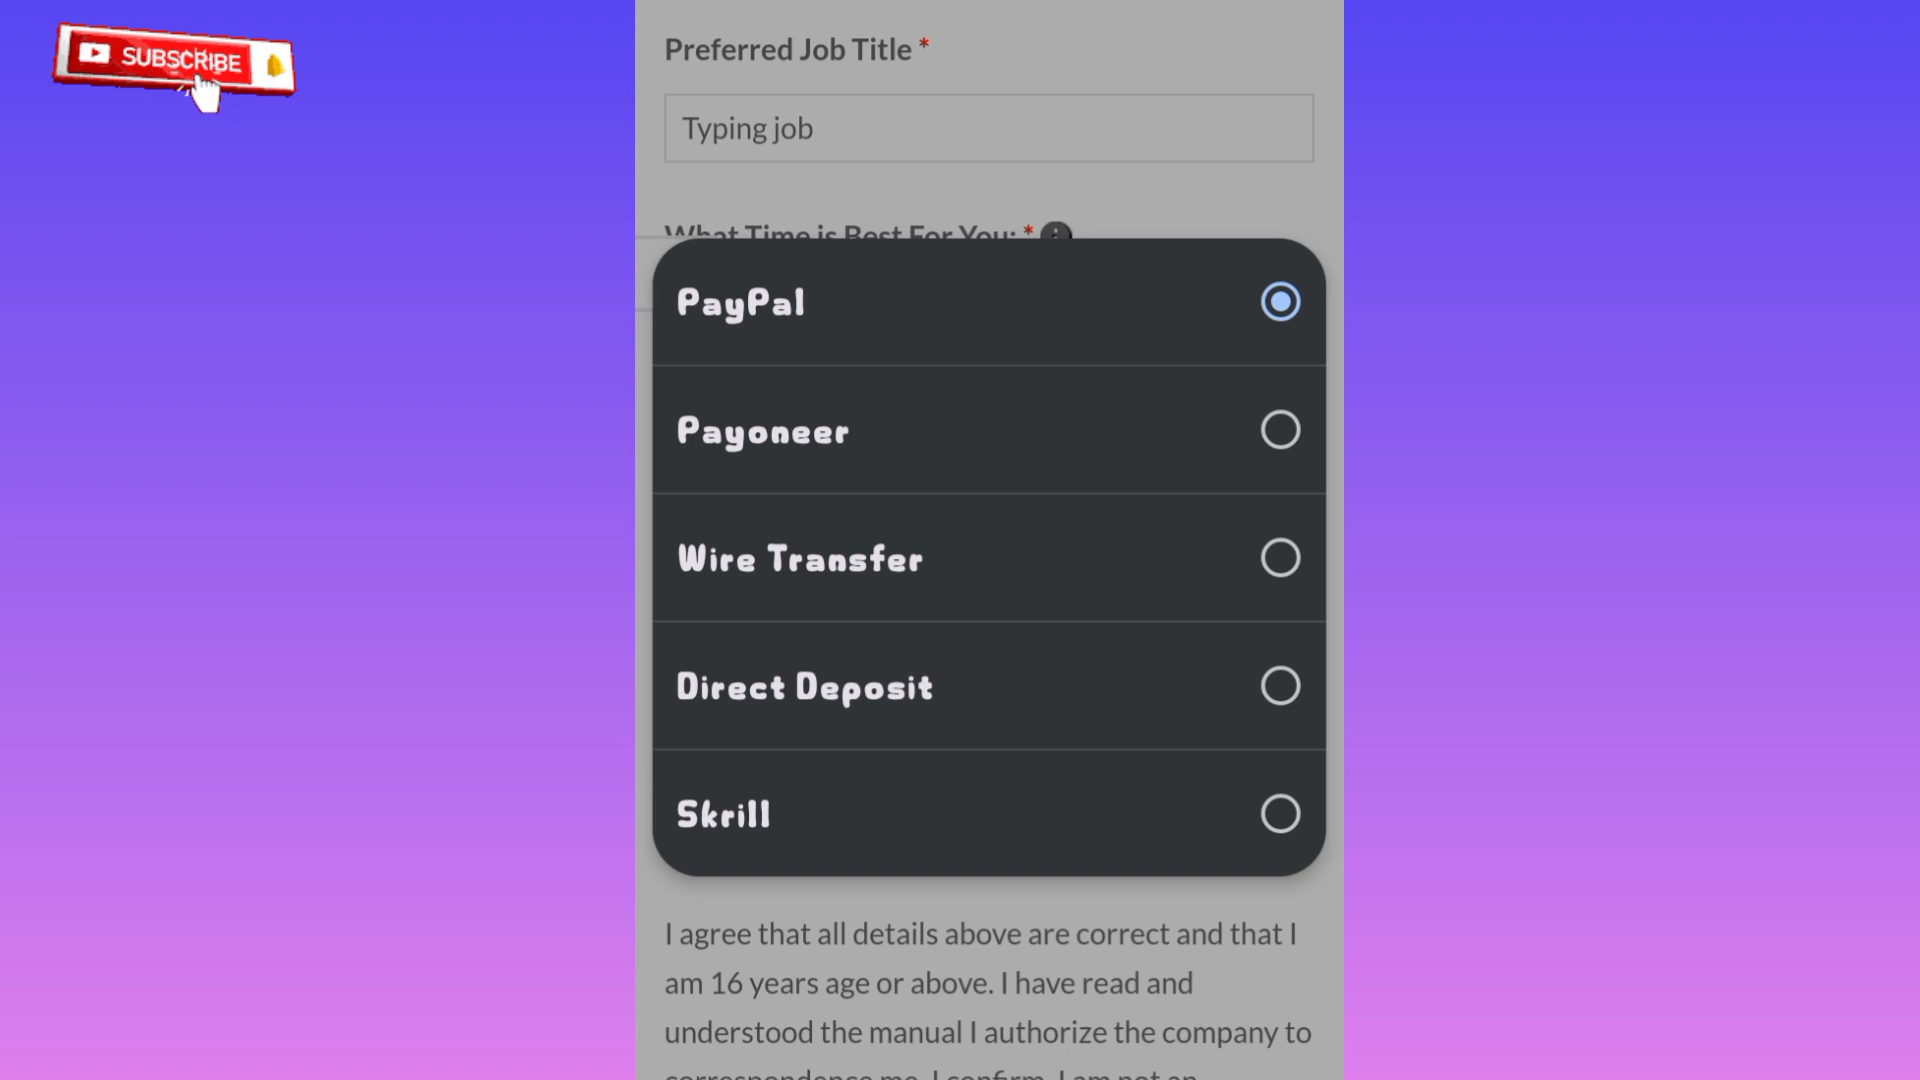 SUBSCRIBE
Preferred Job Title *
Typing job
What Time is Best For You: *
PayPal
Payoneer
Wire Transfer
Direct Deposit
Skrill
I agree that all details above are correct and that I
am 16 years age or above. I have read and
understood the manual I authorize the company to
correspondence me. I confirm, I am not an